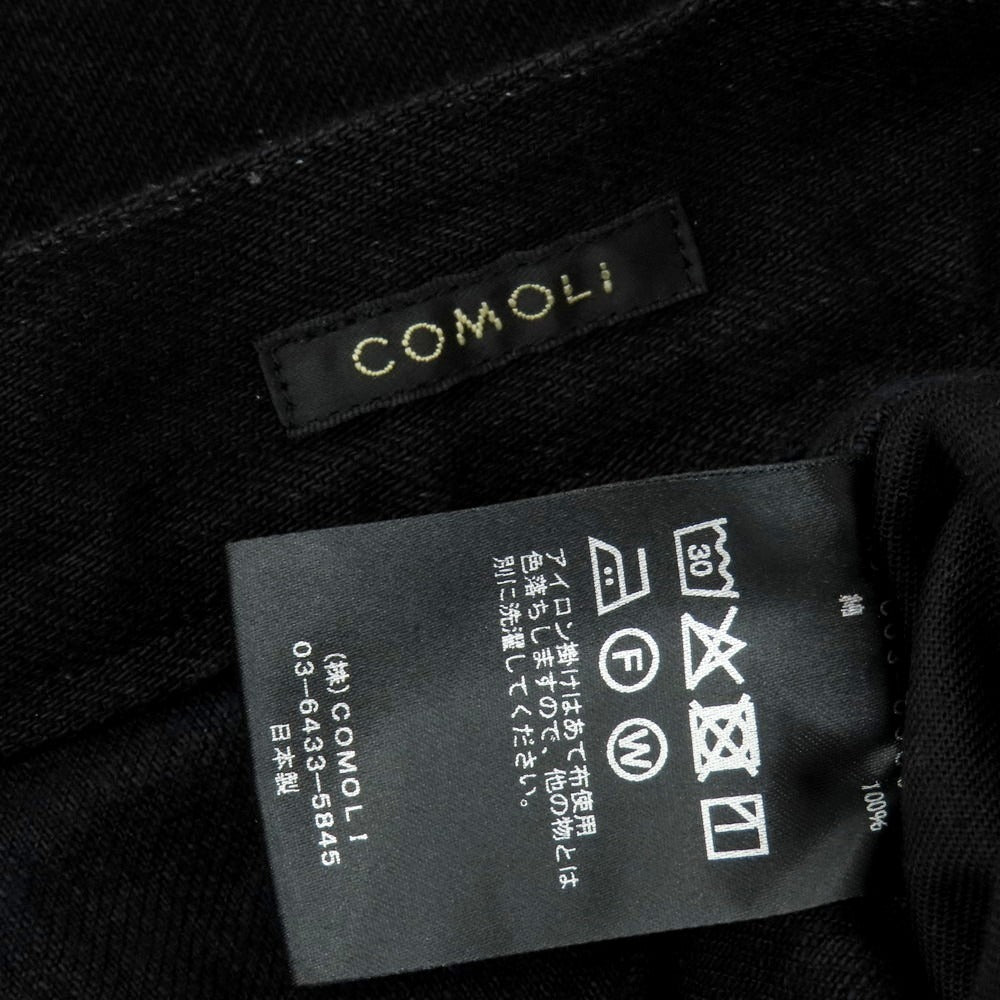 COMOLI
綿
100%
30
F
W
アイロン掛けはあて布使用
色落ちしますので、他の物とは
別に洗濯してください。
(株)COMOLI
03-6433-5845
日本製